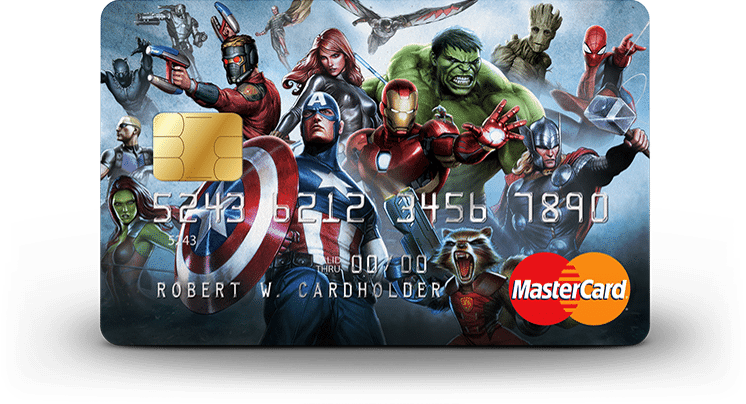 A
5243 6212 3456 7890
5243
VALID
THRU 00/00
ROBERT W. CARDHOLDER
MasterCard